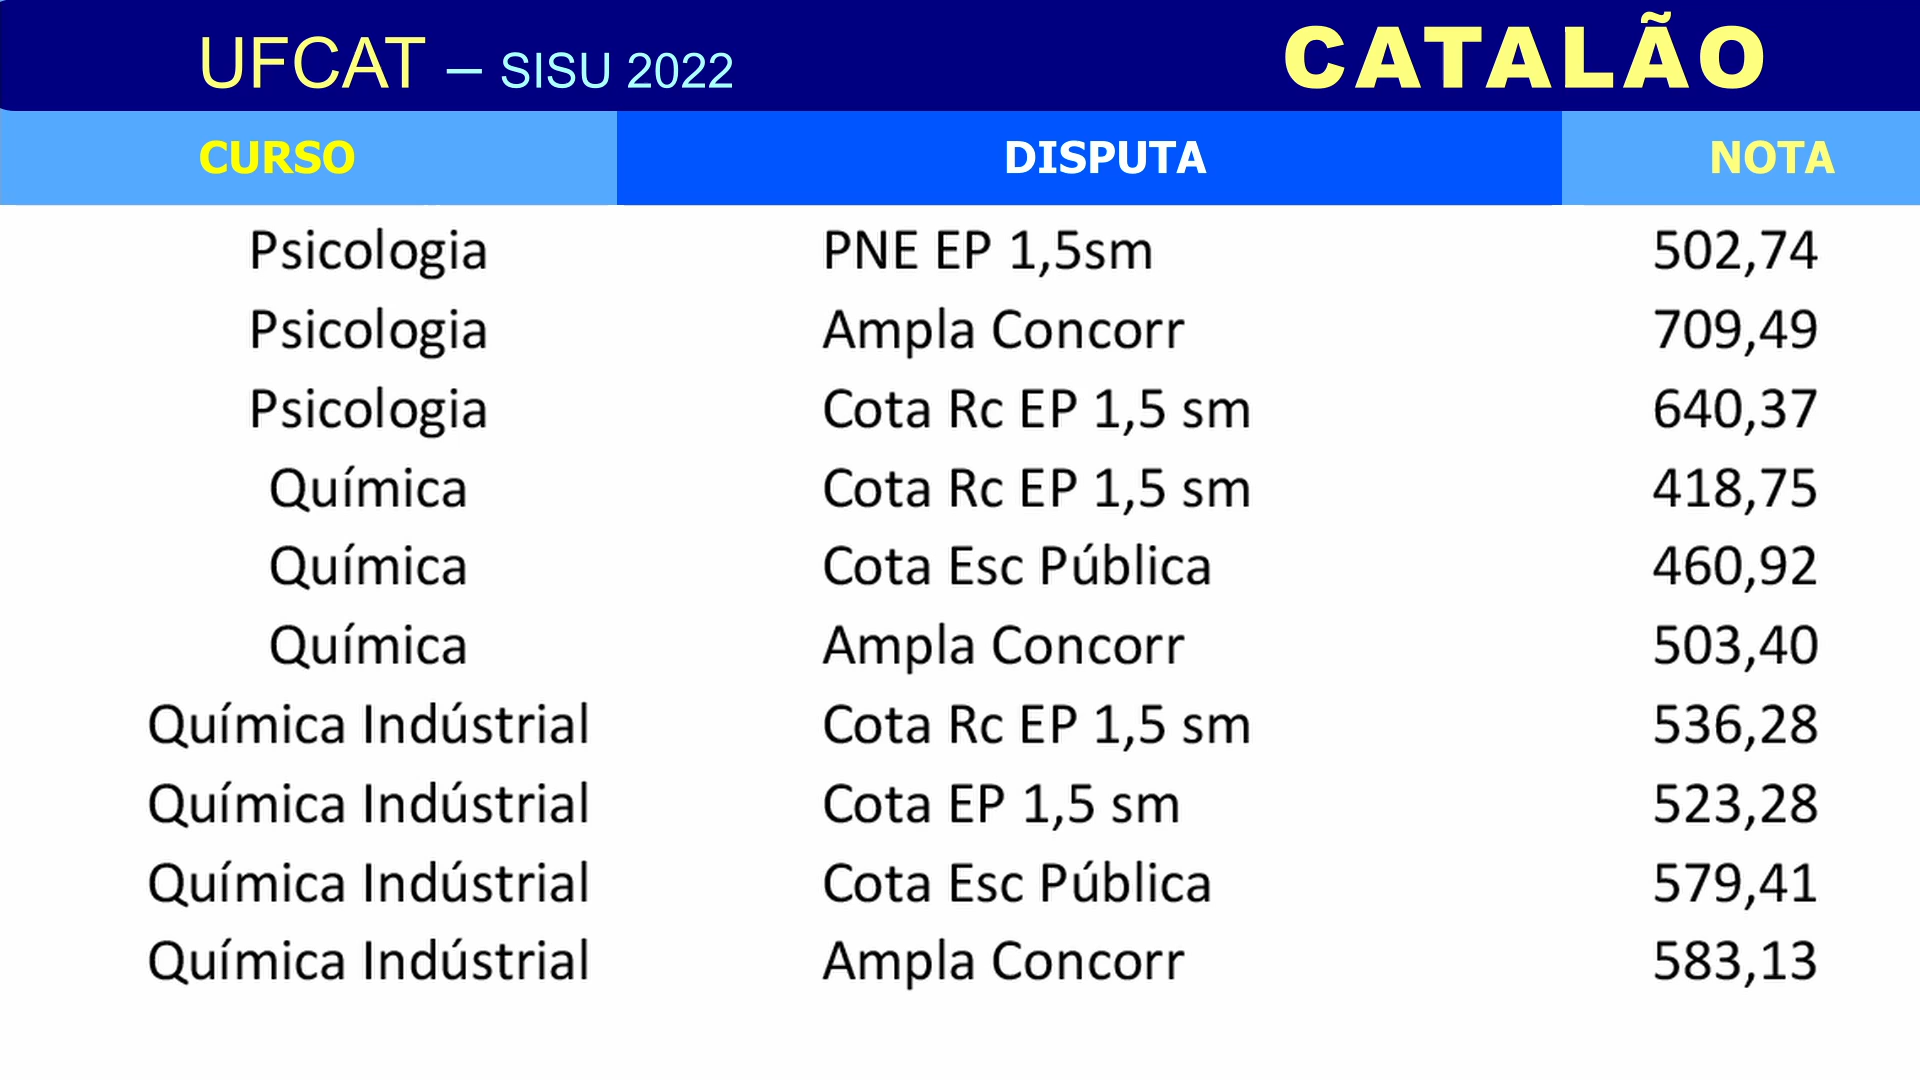 UFCAT – SISU 2022 CATALÃO
CURSO DISPUTA NOTA
Psicologia PNE EP 1,5sm 502,74
Psicologia Ampla Concorr 709,49
Psicologia Cota Rc EP 1,5 sm 640,37
Química Cota Rc EP 1,5 sm 418,75
Química Cota Esc Pública 460,92
Química Ampla Concorr 503,40
Química Indústrial Cota Rc EP 1,5 sm 536,28
Química Indústrial Cota EP 1,5 sm 523,28
Química Indústrial Cota Esc Pública 579,41
Química Indústrial Ampla Concorr 583,13